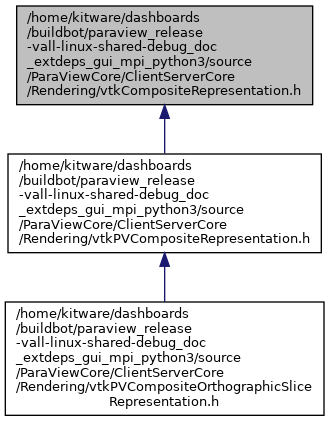 /home/kitware/dashboards
/buildbot/paraview_release
-vall-linux-shared-debug_doc
_extdeps_gui_mpi_python3/source
/ParaViewCore/ClientServerCore
/Rendering/vtkCompositeRepresentation.h
/home/kitware/dashboards
/buildbot/paraview_release
-vall-linux-shared-debug_doc
_extdeps_gui_mpi_python3/source
/ParaViewCore/ClientServerCore
/Rendering/vtkPVCompositeRepresentation.h
/home/kitware/dashboards
/buildbot/paraview_release
-vall-linux-shared-debug_doc
_extdeps_gui_mpi_python3/source
/ParaViewCore/ClientServerCore
/Rendering/vtkPVCompositeOrthographicSlice
Representation.h